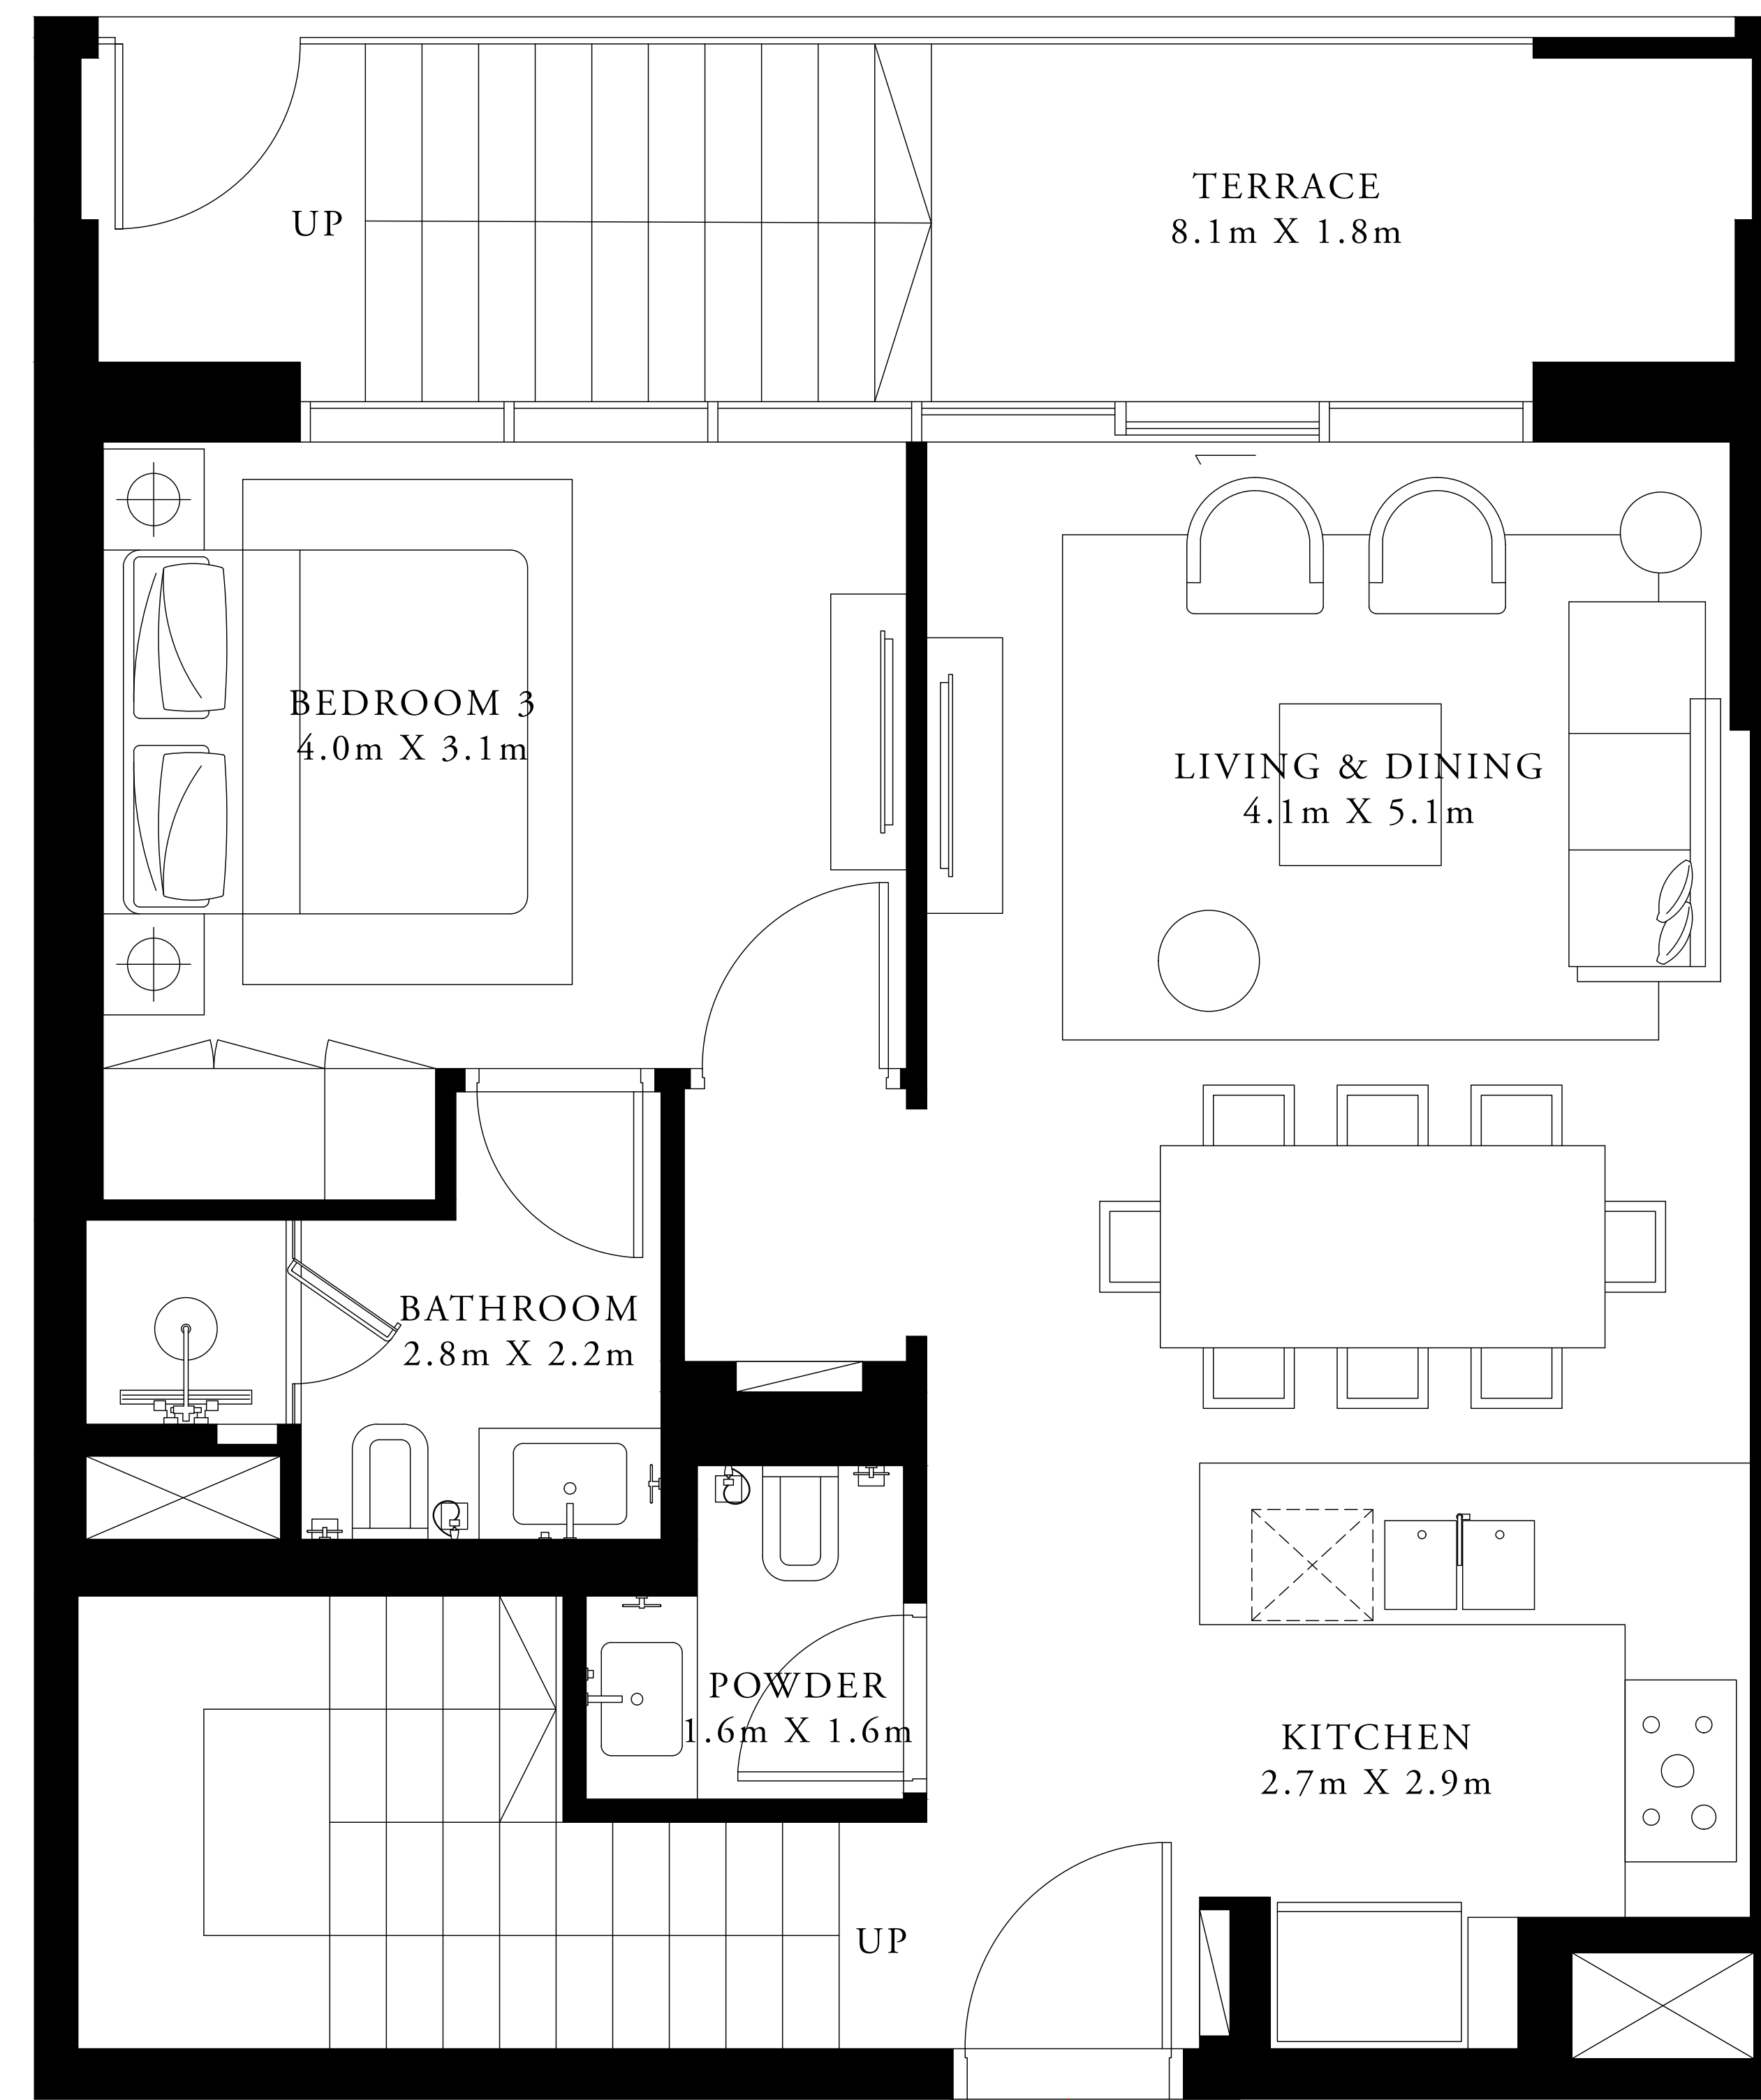 TERRACE
8.1m X 1.8m
UP
BEDROOM 3
4.0m X 3.1m
LIVING & DINING
4.1m X 5.1m
BATHROOM
2.8m X 2.2m
POWDER
1.6m X 1.6m
KITCHEN
2.7m X 2.9m
UP